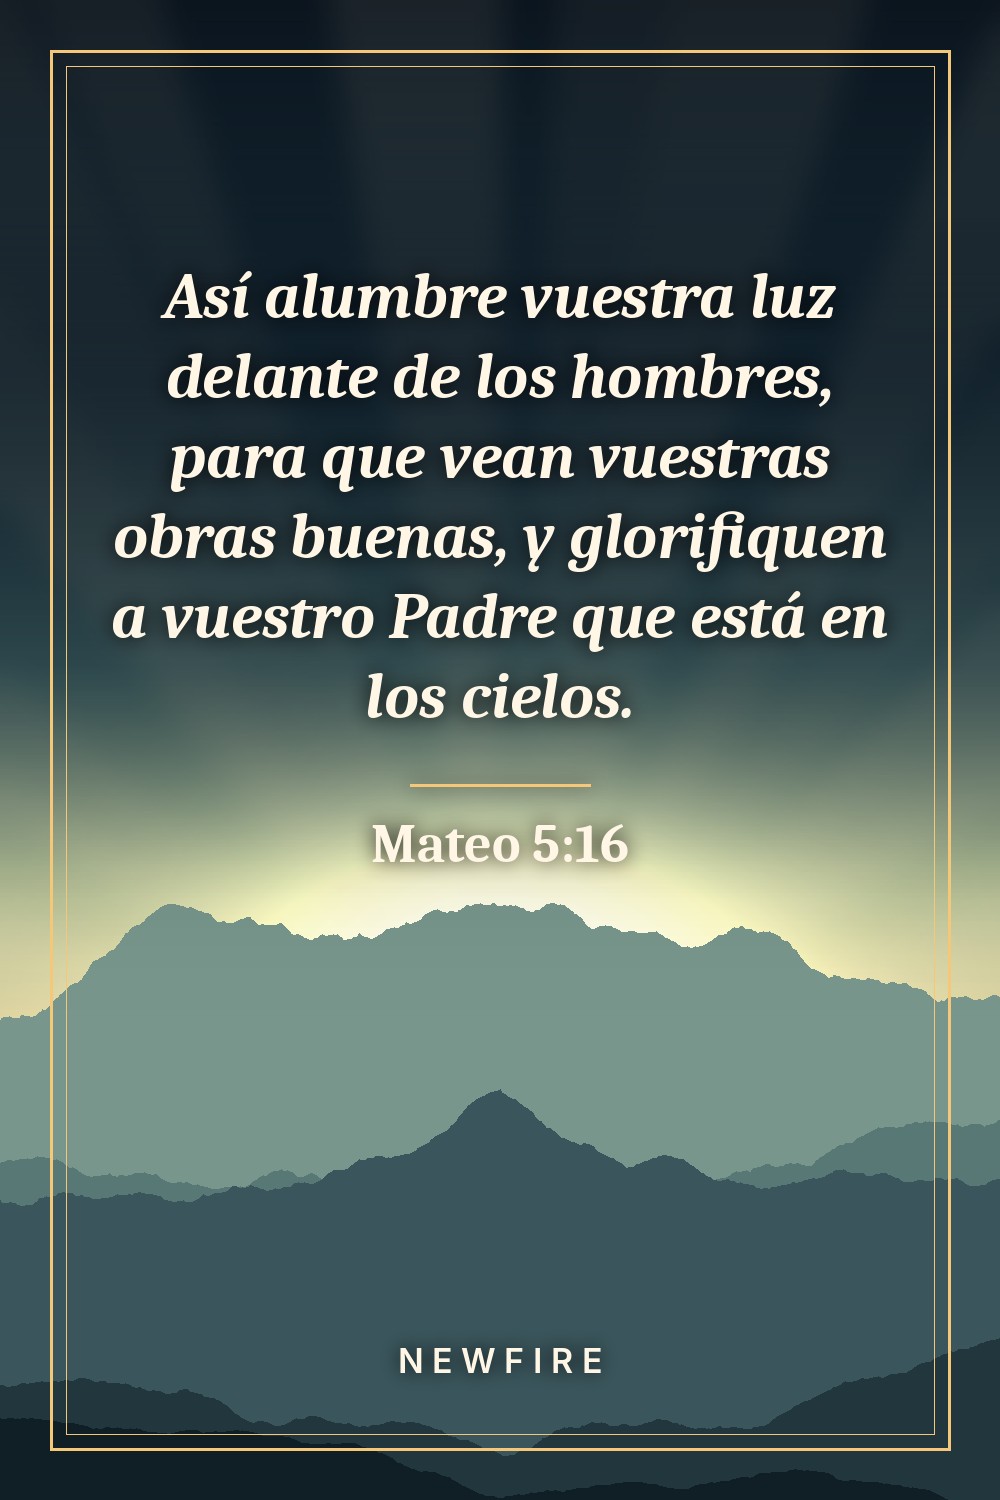 Así alumbre vuestra luz
delante de los hombres,
para que vean vuestras
obras buenas, y glorifiquen
a vuestro Padre que está en
los cielos.
Mateo 5:16
NEWFIRE